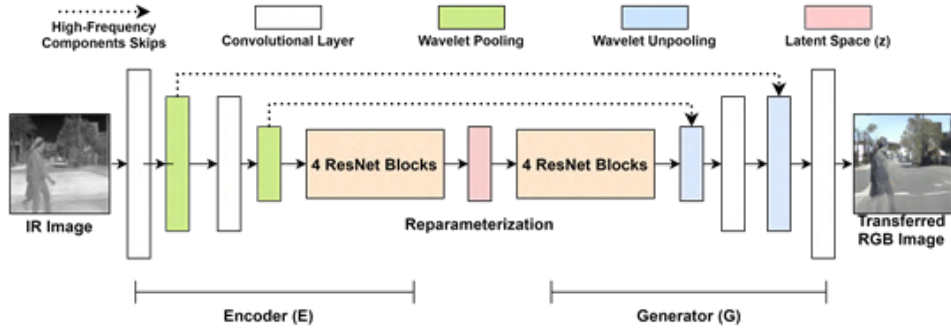 High-Frequency
Components Skips
Convolutional Layer
Wavelet Pooling
Wavelet Unpooling
Latent Space (z)
4 ResNet Blocks
4 ResNet Blocks
IR Image
Reparameterization
Transferred
RGB Image
Encoder (E)
Generator (G)